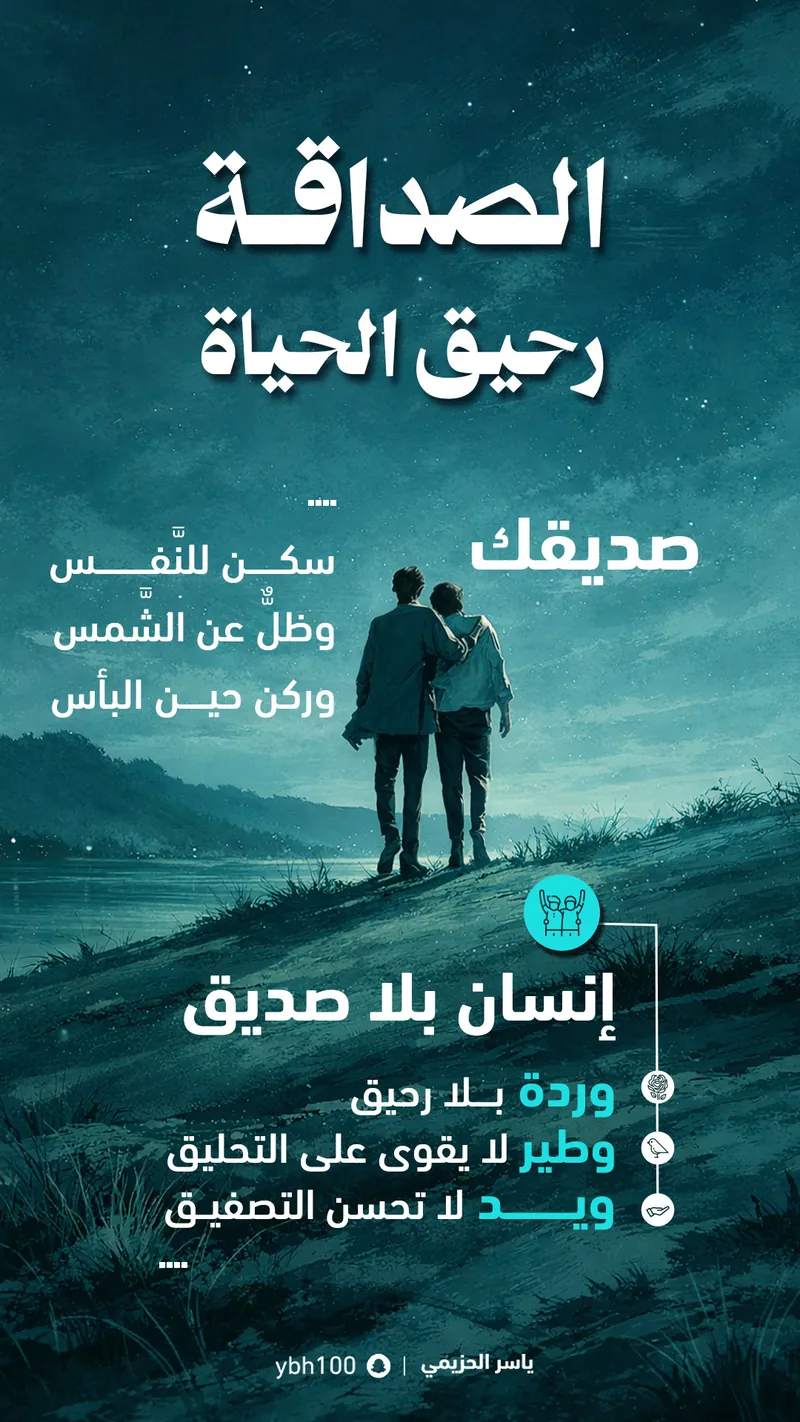 الصداقة
رحيق الحياة
صديقك
سكن للنَّفس
وظلٌّ عن الشَّمس
وركن حين البأس
إنسان بلا صديق
وردة بلا رحيق
وطير لا يقوى على التحليق
ويد لا تحسن التصفيق
ياسر الحزيمي | ybh100